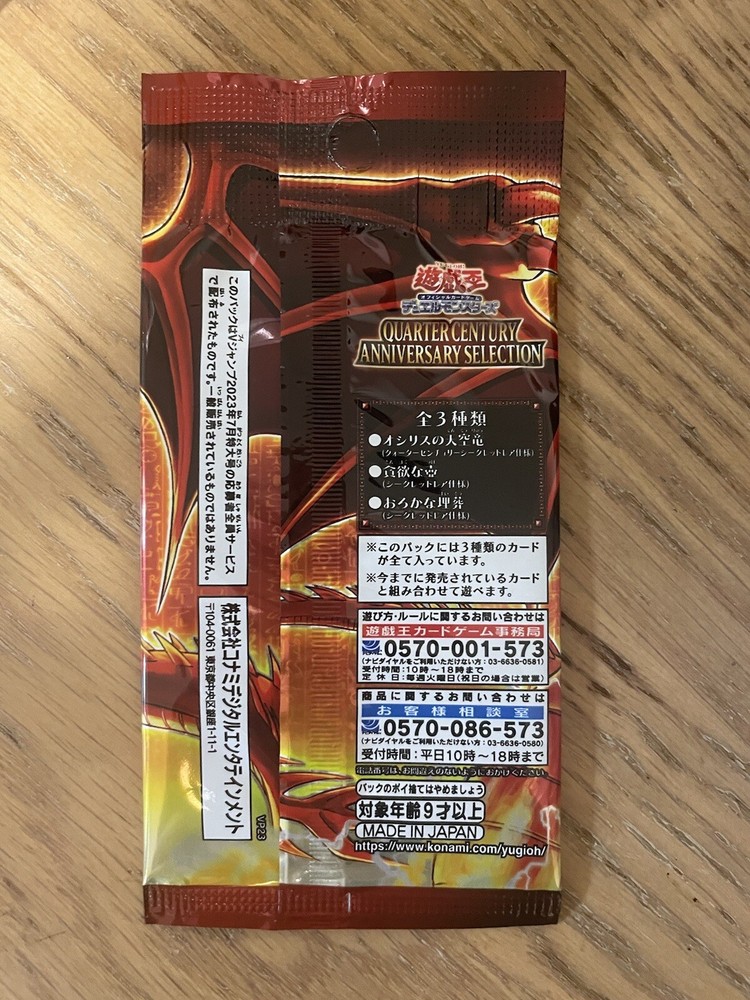 遊戯王
オフィシャルカードゲーム
デュエルモンスターズ
QUARTER CENTURY
ANNIVERSARY SELECTION
全3種類
●オシリスの天空竜
(クォーターセンチュリーシークレットレア仕様)
●貪欲な壺
(シークレットレア仕様)
●おろかな埋葬
(シークレットレア仕様)
※このパックには3種類のカード
が全て入っています。
※今までに発売されているカード
と組み合わせて遊べます。
遊び方・ルールに関するお問い合わせは
遊戯王カードゲーム事務局
0570-001-573
(ナビダイヤルをご利用いただけない方:03-6636-0581)
受付時間:10時～18時まで
定休日:毎週火曜日(祝日の場合は営業)
商品に関するお問い合わせは
お客様相談室
0570-086-573
(ナビダイヤルをご利用いただけない方:03-6636-0580)
受付時間:平日10時～18時まで
電話番号は、お間違えのないようにおかけください
パックのポイ捨てはやめましょう
対象年齢9才以上
MADE IN JAPAN
https://www.konami.com/yugioh/
このパックはVジャンプ2023年7月特大号の応募者全員サービス
で配布されたものです。一般販売されているものではありません。
株式会社コナミデジタルエンタテインメント
〒104-0061 東京都中央区銀座1-11-1
VP23